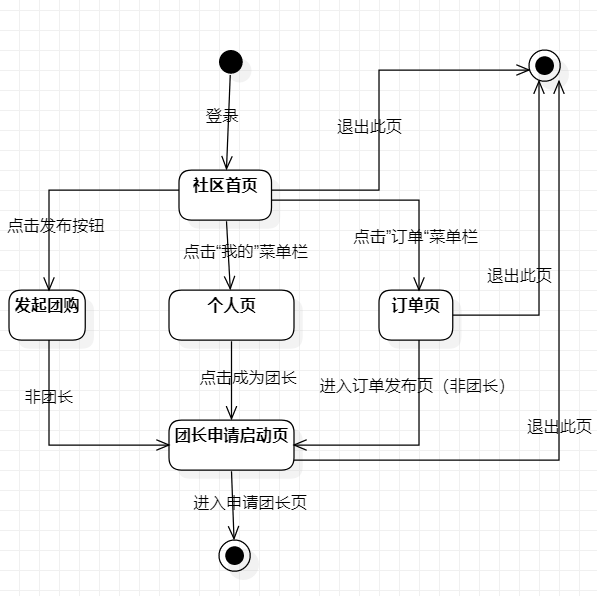 登录
退出此页
社区首页
点击发布按钮
点击”订单“菜单栏
点击“我的”菜单栏
退出此页
发起团购
个人页
订单页
点击成为团长
进入订单发布页（非团长）
非团长
退出此页
团长申请启动页
进入申请团长页